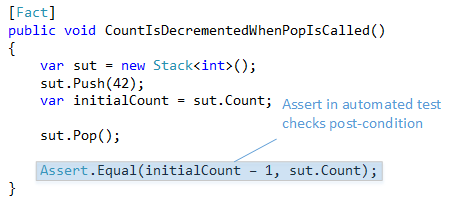 [Fact]
public void CountIsDecrementedWhenPopIsCalled()
{
var sut = new Stack<int>();
sut.Push(42);
var initialCount = sut.Count;
Assert in automated test
checks post-condition
sut.Pop();
Assert.Equal(initialCount – 1, sut.Count);
}